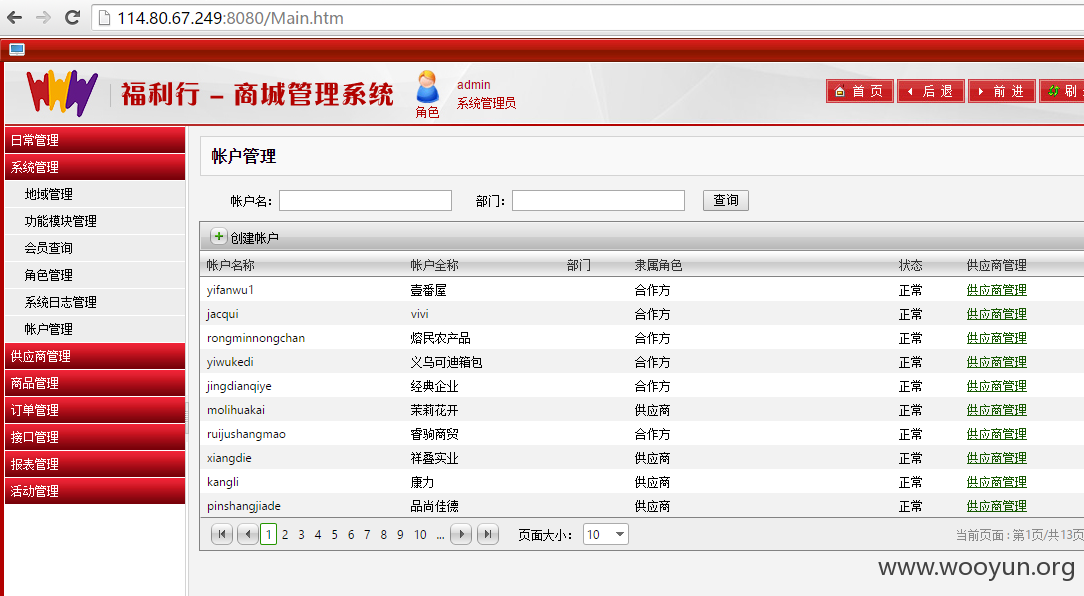 114.80.67.249:8080/Main.htm
WWW 福利行 – 商城管理系统 角色 admin 系统管理员 首页 后退 前进 刷
日常管理
系统管理
地域管理
功能模块管理
会员查询
角色管理
系统日志管理
帐户管理
供应商管理
商品管理
订单管理
接口管理
报表管理
活动管理
帐户管理
帐户名： 部门： 查询
创建帐户
帐户名称 帐户全称 部门 隶属角色 状态 供应商管理
yifanwu1 壹番屋 合作方 正常 供应商管理
jacqui vivi 合作方 正常 供应商管理
rongminnongchan 熔民农产品 合作方 正常 供应商管理
yiwukedi 义乌可迪箱包 合作方 正常 供应商管理
jingdianqiye 经典企业 合作方 正常 供应商管理
molihuakai 茉莉花开 供应商 正常 供应商管理
ruijushangmao 睿驹商贸 合作方 正常 供应商管理
xiangdie 祥叠实业 供应商 正常 供应商管理
kangli 康力 供应商 正常 供应商管理
pinshangjiade 品尚佳德 供应商 正常 供应商管理
1 2 3 4 5 6 7 8 9 10 ... 页面大小： 10 当前页面 : 第1页/共13页
www.wooyun.org